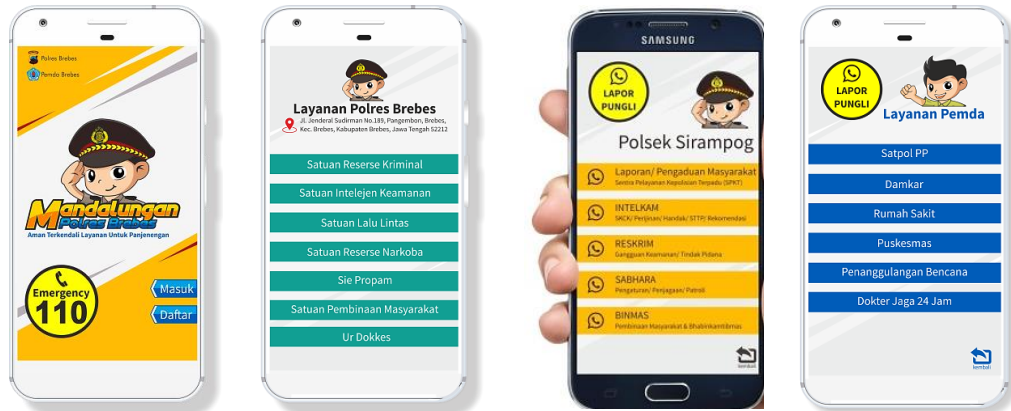 Polres Brebes
Pemda Brebes
Mandalungan
Polres Brebes
Aman Terkendali Layanan Untuk Panjenengan
Emergency
110
Masuk
Daftar
Layanan Polres Brebes
Jl. Jenderal Sudirman No.189, Pangembon, Brebes,
Kec. Brebes, Kabupaten Brebes, Jawa Tengah 52212
Satuan Reserse Kriminal
Satuan Intelejen Keamanan
Satuan Lalu Lintas
Satuan Reserse Narkoba
Sie Propam
Satuan Pembinaan Masyarakat
Ur Dokkes
SAMSUNG
LAPOR
PUNGLI
Polsek Sirampog
Laporan/ Pengaduan Masyarakat
Sentra Pelayanan Kepolisian Terpadu (SPKT)
INTELKAM
SKCK/ Perijinan/ Handak/ STTP/ Rekomendasi
RESKRIM
Gangguan Keamanan/ Tindak Pidana
SABHARA
Pengaturan/ Penjagaan/ Patroli
BINMAS
Pembinaan Masyarakat & Bhabinkamtibmas
kembali
LAPOR
PUNGLI
Layanan Pemda
Satpol PP
Damkar
Rumah Sakit
Puskesmas
Penanggulangan Bencana
Dokter Jaga 24 Jam
kembali